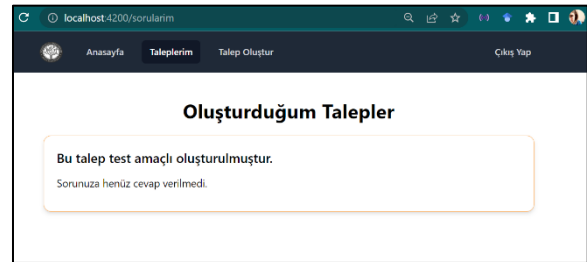 localhost:4200/sorularim
Anasayfa Taleplerim Talep Oluştur Çıkış Yap
Oluşturduğum Talepler
Bu talep test amaçlı oluşturulmuştur.
Sorunuza henüz cevap verilmedi.